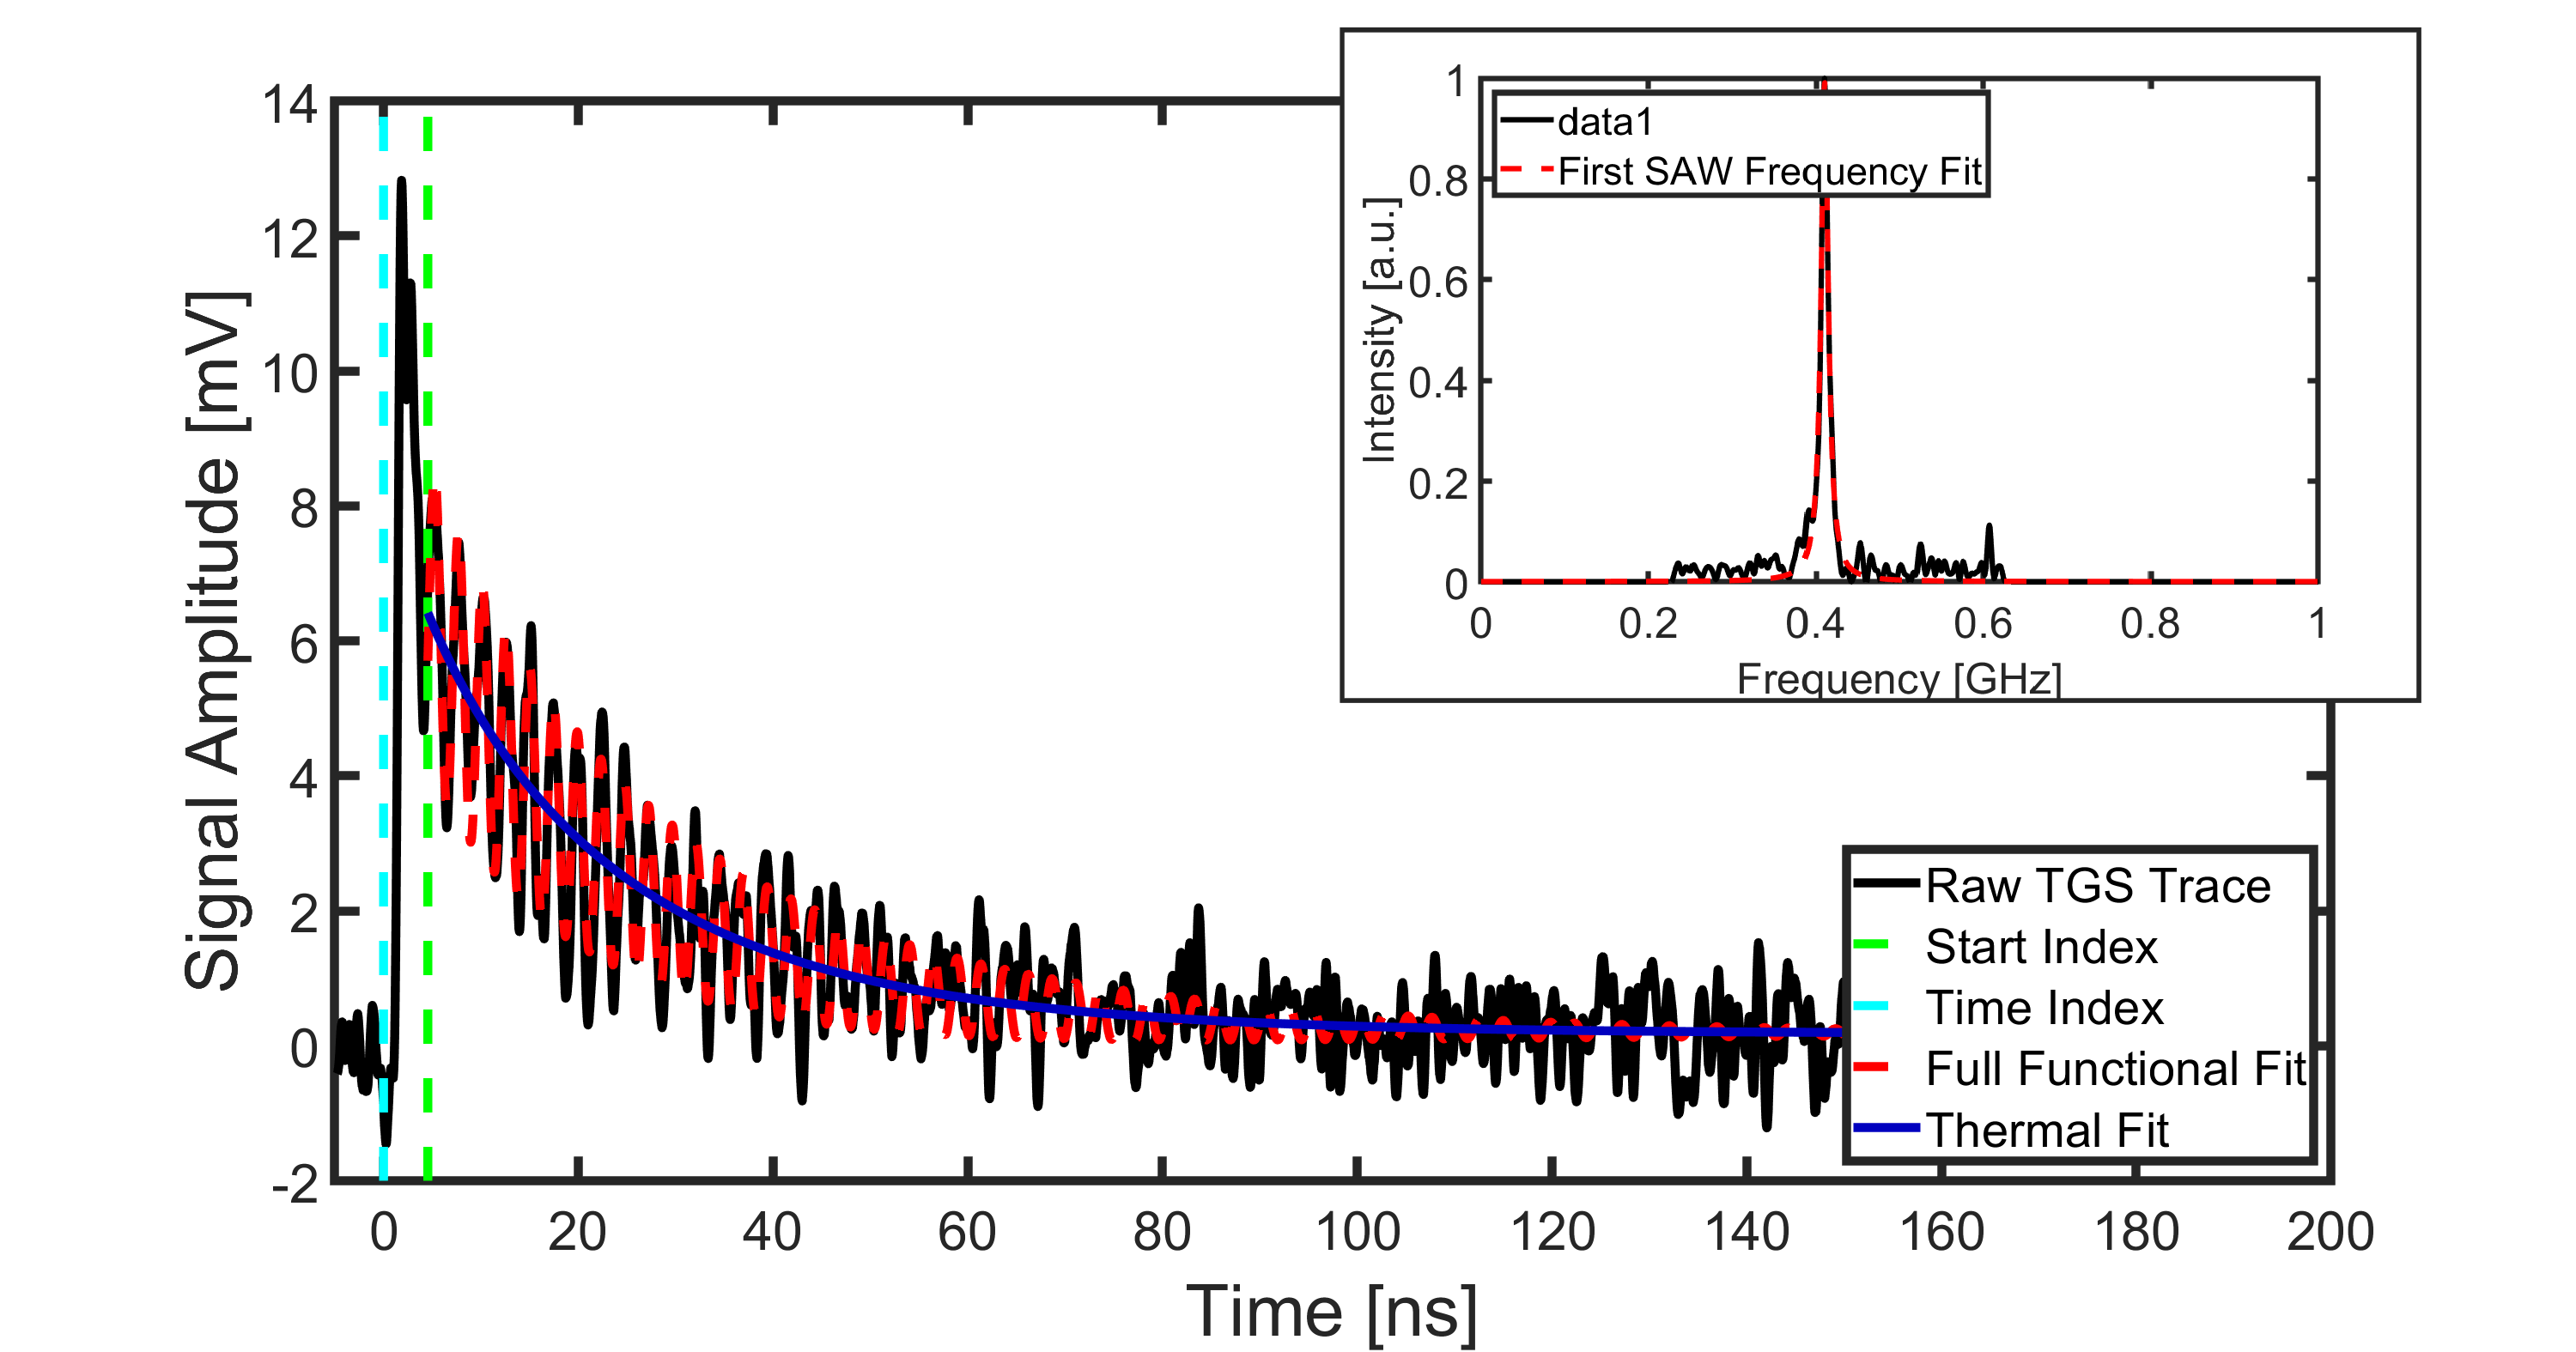 14
12
10
8
6
4
2
0
-2
Signal Amplitude [mV]
0 20 40 60 80 100 120 140 160 180 200
Time [ns]
1
0.8
0.6
0.4
0.2
0
Intensity [a.u.]
data1
First SAW Frequency Fit
0 0.2 0.4 0.6 0.8 1
Frequency [GHz]
Raw TGS Trace
Start Index
Time Index
Full Functional Fit
Thermal Fit